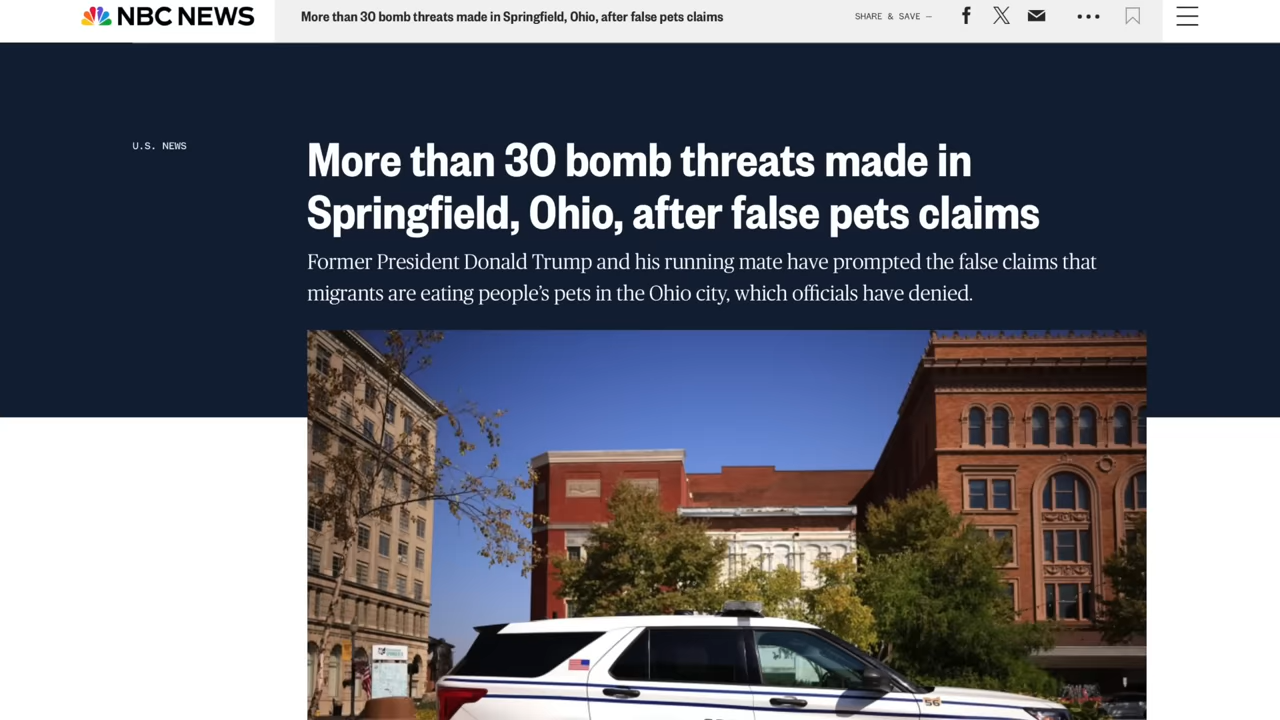 NBC NEWS
More than 30 bomb threats made in Springfield, Ohio, after false pets claims
SHARE & SAVE —
U.S. NEWS
More than 30 bomb threats made in
Springfield, Ohio, after false pets claims
Former President Donald Trump and his running mate have prompted the false claims that
migrants are eating people's pets in the Ohio city, which officials have denied.
56